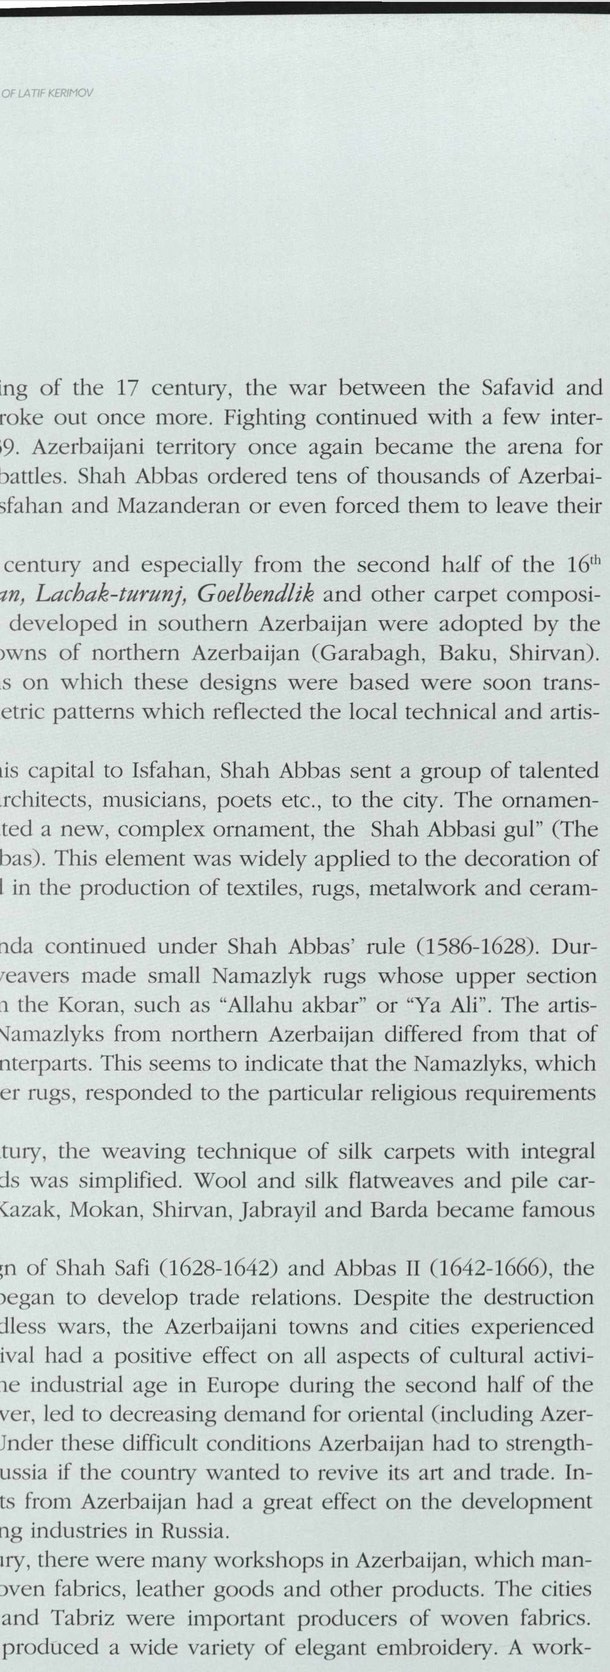 OF LATIF KERIMOV
ing of the 17 century, the war between the Safavid and
roke out once more. Fighting continued with a few inter-
39. Azerbaijani territory once again became the arena for
battles. Shah Abbas ordered tens of thousands of Azerbai-
sfahan and Mazanderan or even forced them to leave their
century and especially from the second half of the 16th
an, Lachak-turunj, Goelbendlik and other carpet composi-
developed in southern Azerbaijan were adopted by the
owns of northern Azerbaijan (Garabagh, Baku, Shirvan).
ns on which these designs were based were soon trans-
etric patterns which reflected the local technical and artis-
his capital to Isfahan, Shah Abbas sent a group of talented
rchitects, musicians, poets etc., to the city. The ornamen-
ted a new, complex ornament, the Shah Abbasi gul” (The
bas). This element was widely applied to the decoration of
l in the production of textiles, rugs, metalwork and ceram-
nda continued under Shah Abbas’ rule (1586-1628). Dur-
veavers made small Namazlyk rugs whose upper section
n the Koran, such as “Allahu akbar” or “Ya Ali”. The artis-
Namazlyks from northern Azerbaijan differed from that of
nterparts. This seems to indicate that the Namazlyks, which
er rugs, responded to the particular religious requirements
tury, the weaving technique of silk carpets with integral
ds was simplified. Wool and silk flatweaves and pile car-
Kazak, Mokan, Shirvan, Jabrayil and Barda became famous
gn of Shah Safi (1628-1642) and Abbas II (1642-1666), the
began to develop trade relations. Despite the destruction
dless wars, the Azerbaijani towns and cities experienced
ival had a positive effect on all aspects of cultural activi-
he industrial age in Europe during the second half of the
ver, led to decreasing demand for oriental (including Azer-
Under these difficult conditions Azerbaijan had to strength-
ussia if the country wanted to revive its art and trade. In-
ts from Azerbaijan had a great effect on the development
ng industries in Russia.
ury, there were many workshops in Azerbaijan, which man-
oven fabrics, leather goods and other products. The cities
and Tabriz were important producers of woven fabrics.
produced a wide variety of elegant embroidery. A work-